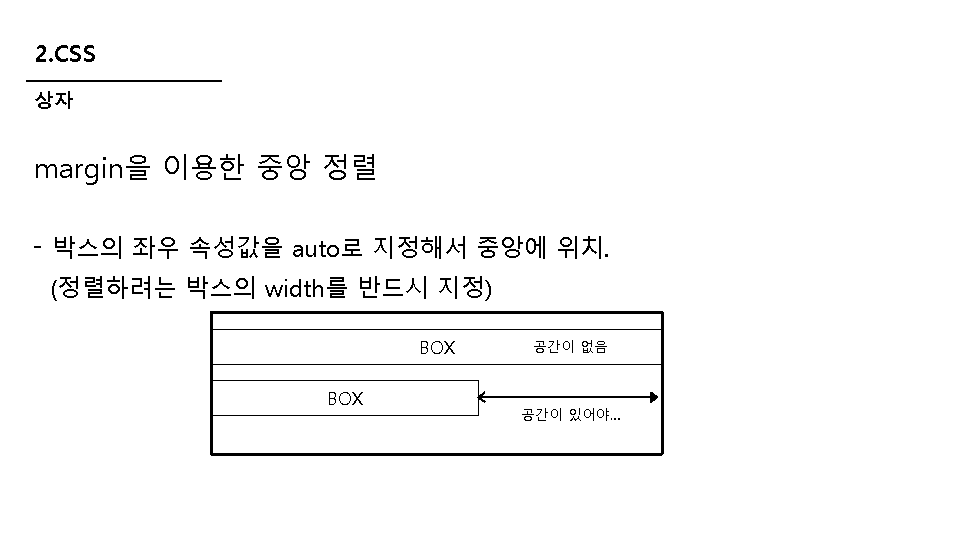 2.CSS
상자
margin을 이용한 중앙 정렬
- 박스의 좌우 속성값을 auto로 지정해서 중앙에 위치.
(정렬하려는 박스의 width를 반드시 지정)
BOX 공간이 없음
BOX
공간이 있어야...